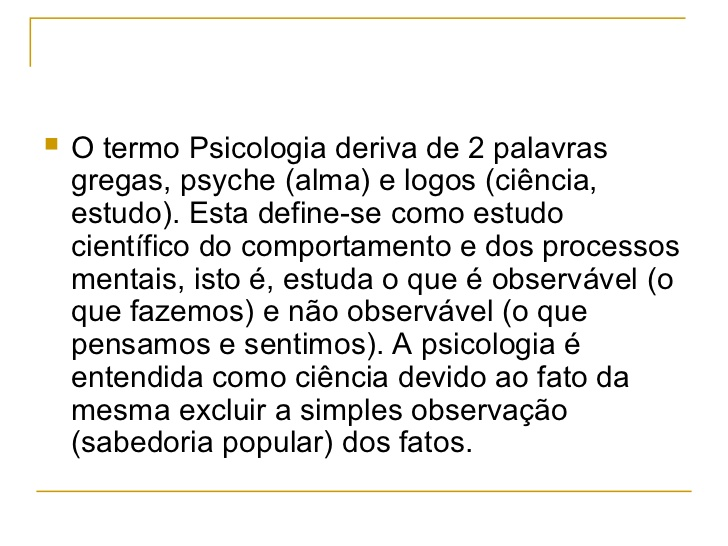 O termo Psicologia deriva de 2 palavras
gregas, psyche (alma) e logos (ciência,
estudo). Esta define-se como estudo
científico do comportamento e dos processos
mentais, isto é, estuda o que é observável (o
que fazemos) e não observável (o que
pensamos e sentimos). A psicologia é
entendida como ciência devido ao fato da
mesma excluir a simples observação
(sabedoria popular) dos fatos.